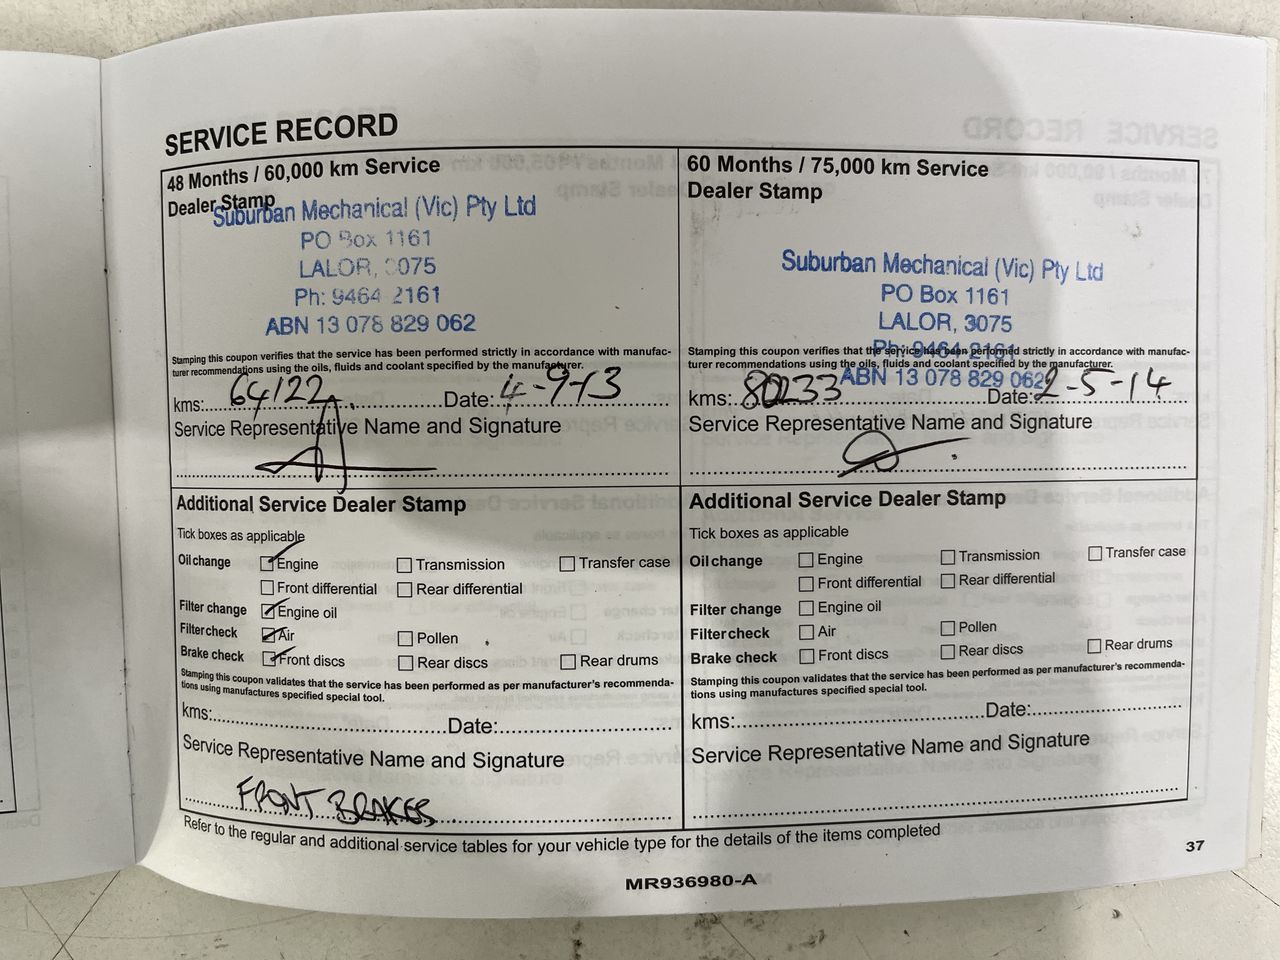 SERVICE RECORD
48 Months / 60,000 km Service
Dealer Stamp
Suburban Mechanical (Vic) Pty Ltd
PO Box 1161
LALOR, 3075
Ph: 9464 2161
ABN 13 078 829 062
Stamping this coupon verifies that the service has been performed strictly in accordance with manufac-
turer recommendations using the oils, fluids and coolant specified by the manufacturer.
kms: 64122 Date: 4-9-13
Service Representative Name and Signature
Additional Service Dealer Stamp
Tick boxes as applicable
Oil change Engine Transmission Transfer case
Front differential Rear differential
Filter change Engine oil
Filter check Air Pollen
Brake check Front discs Rear discs Rear drums
Stamping this coupon validates that the service has been performed as per manufacturer's recommenda-
tions using manufactures specified special tool.
kms: Date:
Service Representative Name and Signature
FRONT BRAKES
60 Months / 75,000 km Service
Dealer Stamp
Suburban Mechanical (Vic) Pty Ltd
PO Box 1161
LALOR, 3075
Ph: 9464 2161
ABN 13 078 829 062
Stamping this coupon verifies that the service has been performed strictly in accordance with manufac-
turer recommendations using the oils, fluids and coolant specified by the manufacturer.
kms: 80233 Date: 2-5-14
Service Representative Name and Signature
Additional Service Dealer Stamp
Tick boxes as applicable
Oil change Engine Transmission Transfer case
Front differential Rear differential
Filter change Engine oil
Filter check Air Pollen
Brake check Front discs Rear discs Rear drums
Stamping this coupon validates that the service has been performed as per manufacturer's recommenda-
tions using manufactures specified special tool.
kms: Date:
Service Representative Name and Signature
Refer to the regular and additional service tables for your vehicle type for the details of the items completed
37
MR936980-A